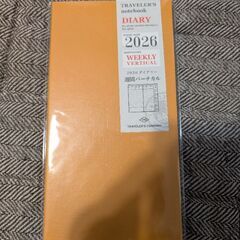 TRAVELER'S
notebook
DIARY
2026
WEEKLY
VERTICAL
2026 ダイアリー
週間バーチカル
TRAVELER'S COMPANY